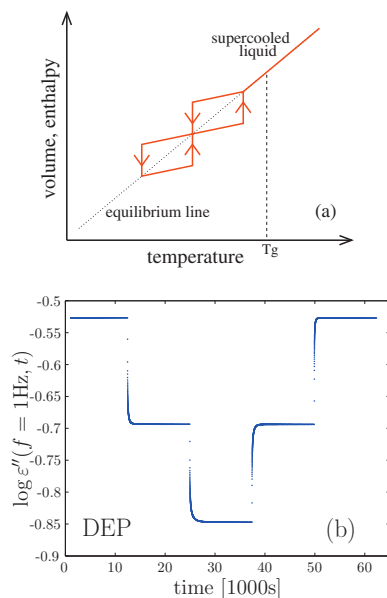 supercooled
liquid
volume, enthalpy
equilibrium line
(a)
Tg
temperature
-0.5
-0.55
-0.6
-0.65
-0.7
-0.75
-0.8
-0.85
-0.9
log ε′′(f = 1Hz, t)
DEP
(b)
0 10 20 30 40 50 60
time [1000s]